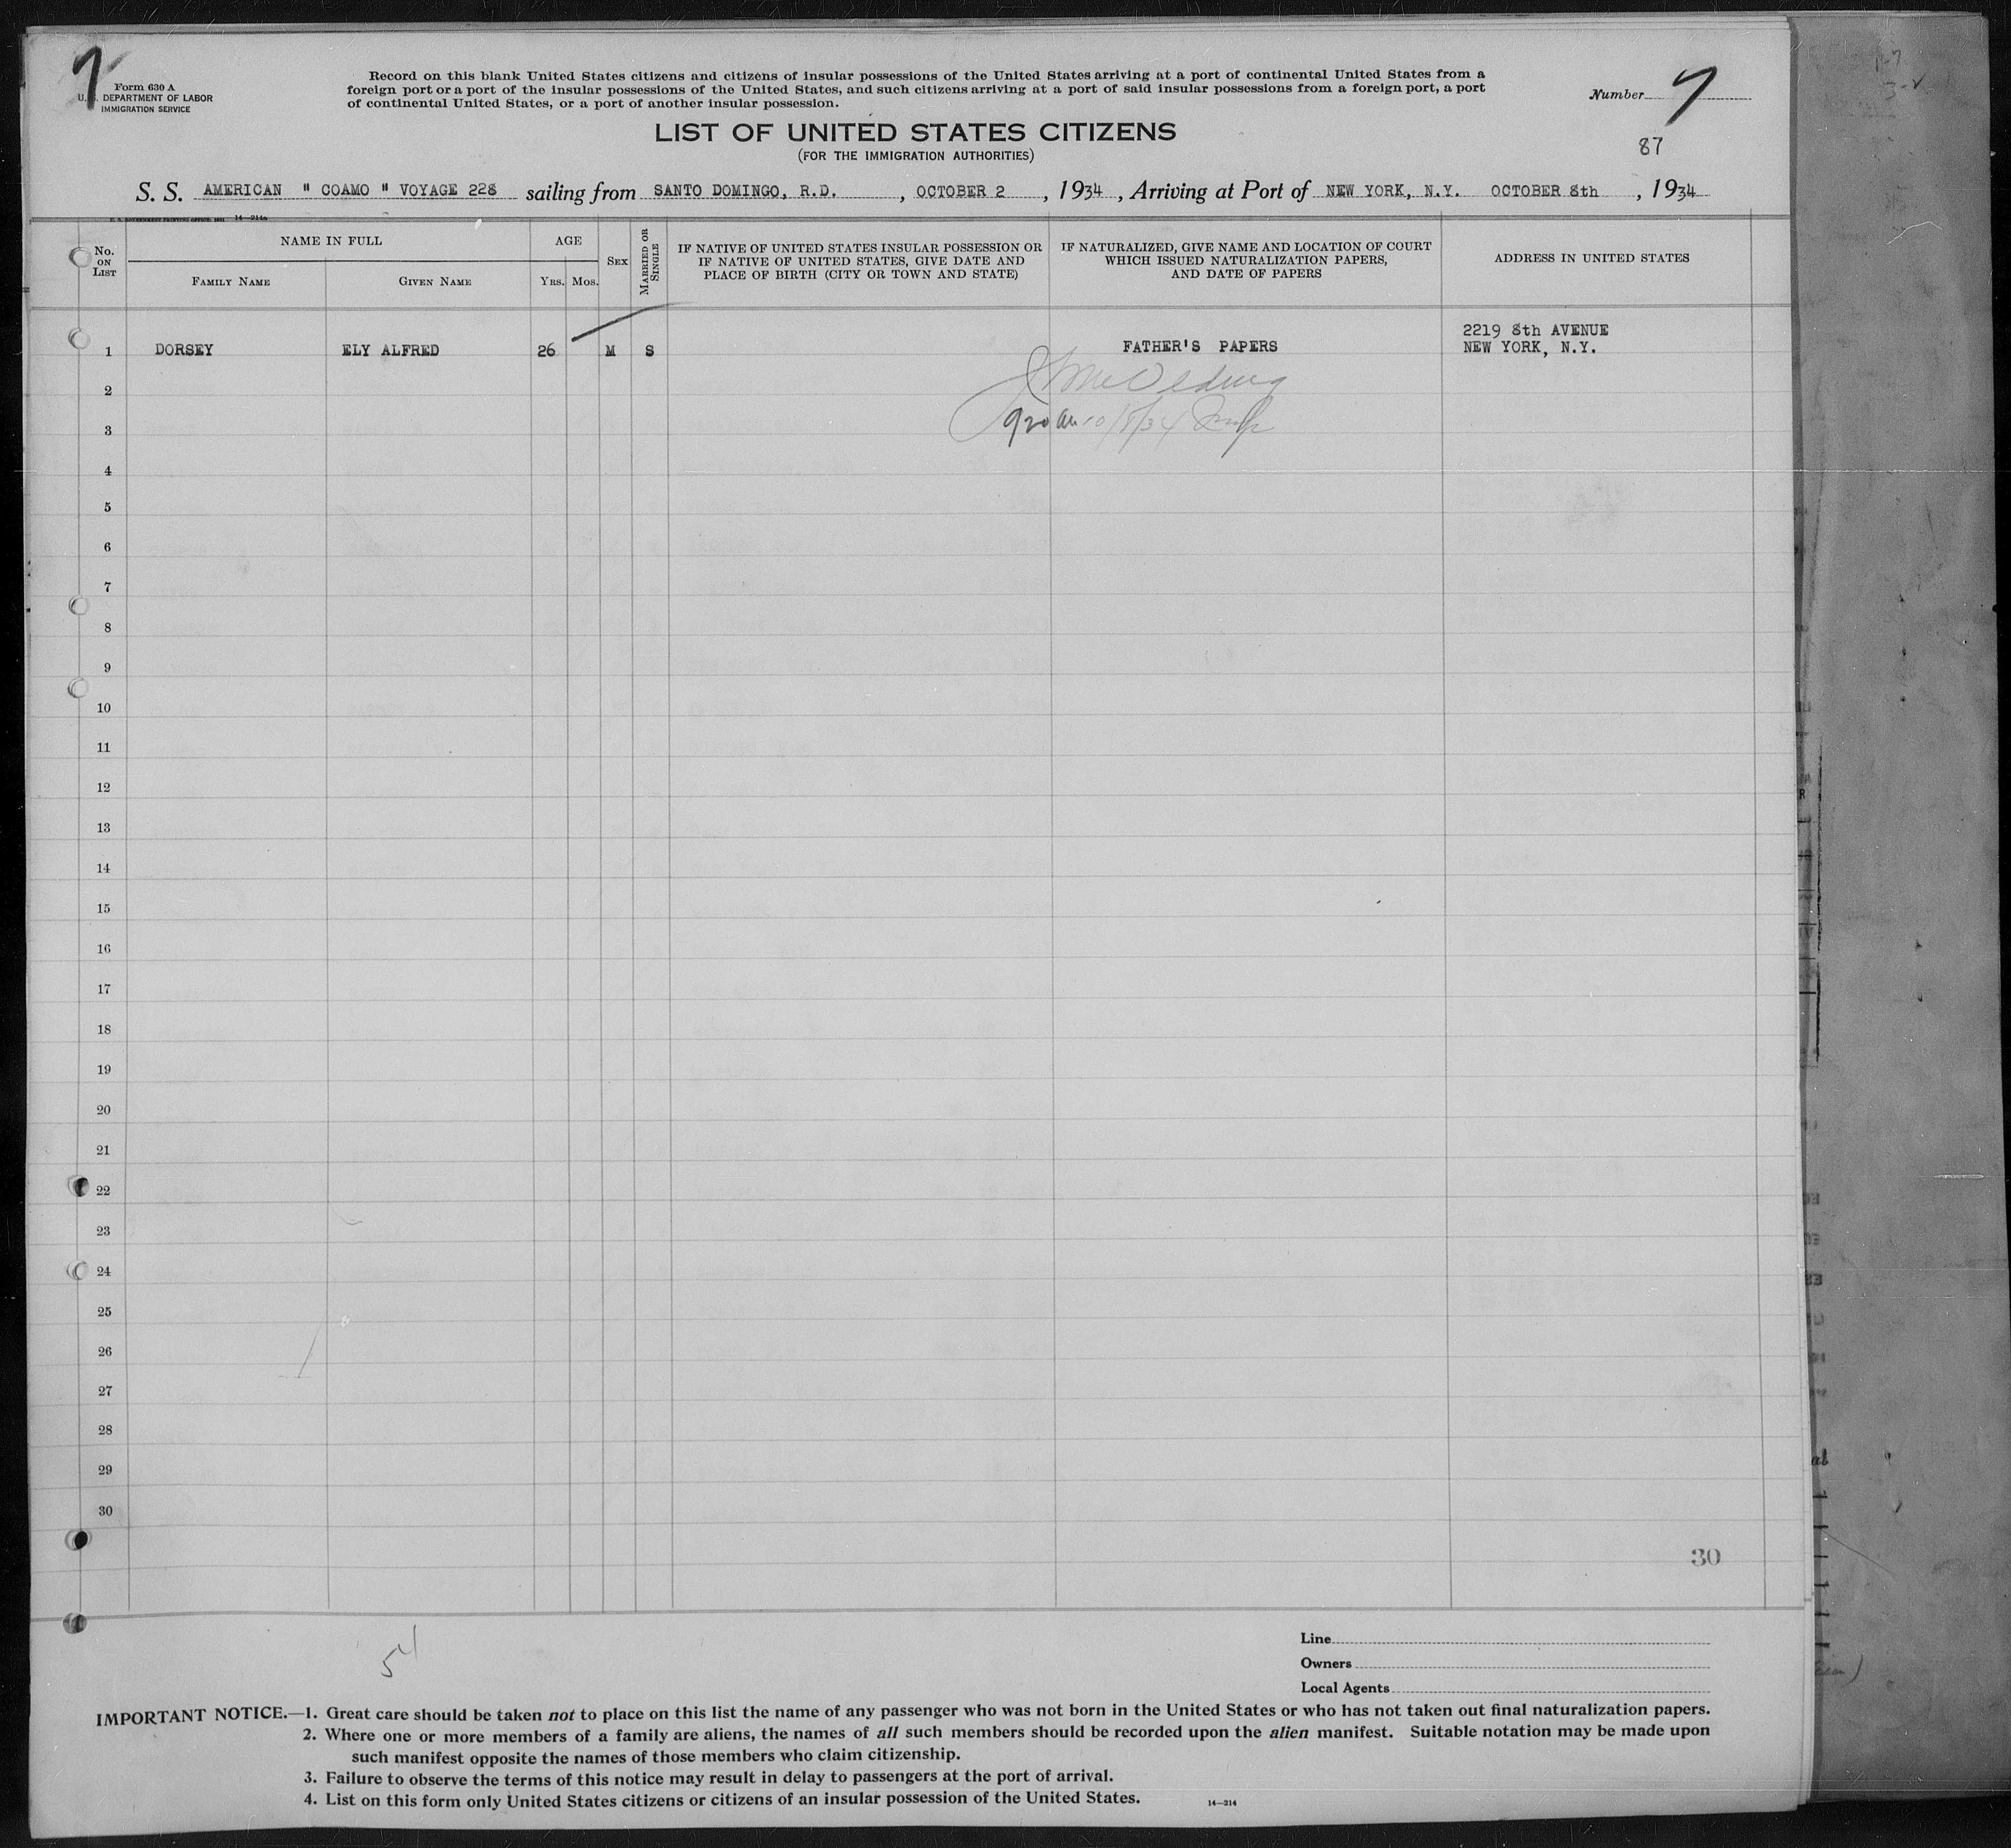 7
Form 630 A
U.S. DEPARTMENT OF LABOR
IMMIGRATION SERVICE
Record on this blank United States citizens and citizens of insular possessions of the United States arriving at a port of continental United States from a
foreign port or a port of the insular possessions of the United States, and such citizens arriving at a port of said insular possessions from a foreign port, a port
of continental United States, or a port of another insular possession.
Number 7
LIST OF UNITED STATES CITIZENS
(FOR THE IMMIGRATION AUTHORITIES)
87
S. S. AMERICAN " COAMO " VOYAGE 228 sailing from SANTO DOMINGO, R.D. , OCTOBER 2 , 1934 , Arriving at Port of NEW YORK, N.Y. OCTOBER 8th , 1934
14—214a
No. ON LIST
NAME IN FULL
FAMILY NAME
GIVEN NAME
AGE
YRS. MOS.
SEX
MARRIED OR SINGLE
IF NATIVE OF UNITED STATES INSULAR POSSESSION OR
IF NATIVE OF UNITED STATES, GIVE DATE AND
PLACE OF BIRTH (CITY OR TOWN AND STATE)
IF NATURALIZED, GIVE NAME AND LOCATION OF COURT
WHICH ISSUED NATURALIZATION PAPERS,
AND DATE OF PAPERS
ADDRESS IN UNITED STATES
1 DORSEY ELY ALFRED 26 M S FATHER'S PAPERS 2219 8th AVENUE
NEW YORK, N.Y.
2
3 920 am 10/8/34
4
5
6
7
8
9
10
11
12
13
14
15
16
17
18
19
20
21
22
23
24
25
26
27
28
29
30
30
Line
Owners
Local Agents
IMPORTANT NOTICE.—1. Great care should be taken not to place on this list the name of any passenger who was not born in the United States or who has not taken out final naturalization papers.
2. Where one or more members of a family are aliens, the names of all such members should be recorded upon the alien manifest. Suitable notation may be made upon
such manifest opposite the names of those members who claim citizenship.
3. Failure to observe the terms of this notice may result in delay to passengers at the port of arrival.
4. List on this form only United States citizens or citizens of an insular possession of the United States.
14—214